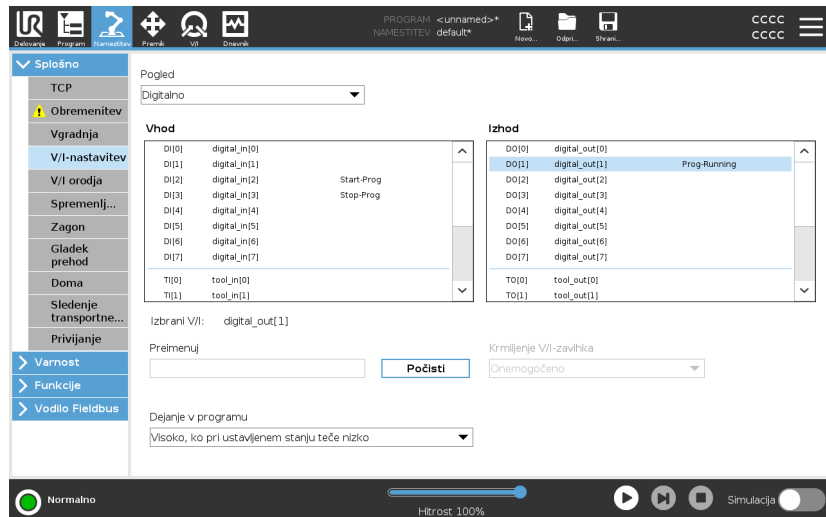 PROGRAM <unnamed>*
NAMESTITEV default*
CCCC
CCCC
Delovanje Program Namestitev Premik V/I Dnevnik Novo... Odpri... Shrani...
Splošno
TCP
Obremenitev
Vgradnja
V/I-nastavitev
V/I orodja
Spremenlj...
Zagon
Gladek
prehod
Doma
Sledenje
transportne...
Privijanje
Varnost
Funkcije
Vodilo Fieldbus
Pogled
Digitalno
Vhod
DI[0] digital_in[0]
DI[1] digital_in[1]
DI[2] digital_in[2] Start-Prog
DI[3] digital_in[3] Stop-Prog
DI[4] digital_in[4]
DI[5] digital_in[5]
DI[6] digital_in[6]
DI[7] digital_in[7]
TI[0] tool_in[0]
TI[1] tool_in[1]
Izhod
DO[0] digital_out[0]
DO[1] digital_out[1] Prog-Running
DO[2] digital_out[2]
DO[3] digital_out[3]
DO[4] digital_out[4]
DO[5] digital_out[5]
DO[6] digital_out[6]
DO[7] digital_out[7]
TO[0] tool_out[0]
TO[1] tool_out[1]
Izbrani V/I: digital_out[1]
Preimenuj
Počisti
Krmiljenje V/I-zavihka
Onemogočeno
Dejanje v programu
Visoko, ko pri ustavljenem stanju teče nizko
Normalno
Hitrost 100%
Simulacija